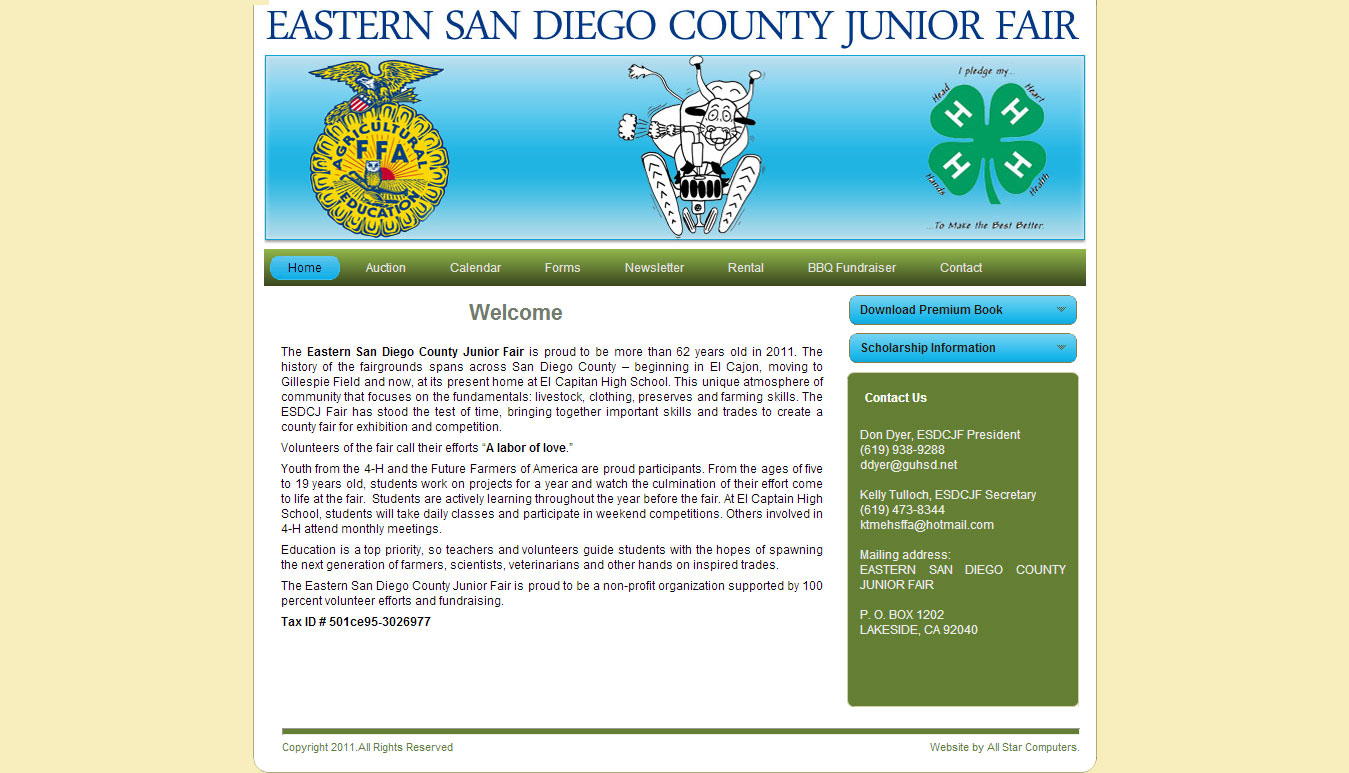 EASTERN SAN DIEGO COUNTY JUNIOR FAIR
AGRICULTURAL
FFA
EDUCATION
I pledge my...
Head
Heart
H H
H H
Hands
Health
...To Make the Best Better.
Home Auction Calendar Forms Newsletter Rental BBQ Fundraiser Contact
Welcome
The Eastern San Diego County Junior Fair is proud to be more than 62 years old in 2011. The
history of the fairgrounds spans across San Diego County – beginning in El Cajon, moving to
Gillespie Field and now, at its present home at El Capitan High School. This unique atmosphere of
community that focuses on the fundamentals: livestock, clothing, preserves and farming skills. The
ESDCJ Fair has stood the test of time, bringing together important skills and trades to create a
county fair for exhibition and competition.
Volunteers of the fair call their efforts “A labor of love.”
Youth from the 4-H and the Future Farmers of America are proud participants. From the ages of five
to 19 years old, students work on projects for a year and watch the culmination of their effort come
to life at the fair. Students are actively learning throughout the year before the fair. At El Captain High
School, students will take daily classes and participate in weekend competitions. Others involved in
4-H attend monthly meetings.
Education is a top priority, so teachers and volunteers guide students with the hopes of spawning
the next generation of farmers, scientists, veterinarians and other hands on inspired trades.
The Eastern San Diego County Junior Fair is proud to be a non-profit organization supported by 100
percent volunteer efforts and fundraising.
Tax ID # 501ce95-3026977
Download Premium Book
Scholarship Information
Contact Us
Don Dyer, ESDCJF President
(619) 938-9288
ddyer@guhsd.net
Kelly Tulloch, ESDCJF Secretary
(619) 473-8344
ktmehsffa@hotmail.com
Mailing address:
EASTERN SAN DIEGO COUNTY
JUNIOR FAIR
P. O. BOX 1202
LAKESIDE, CA 92040
Copyright 2011.All Rights Reserved
Website by All Star Computers.